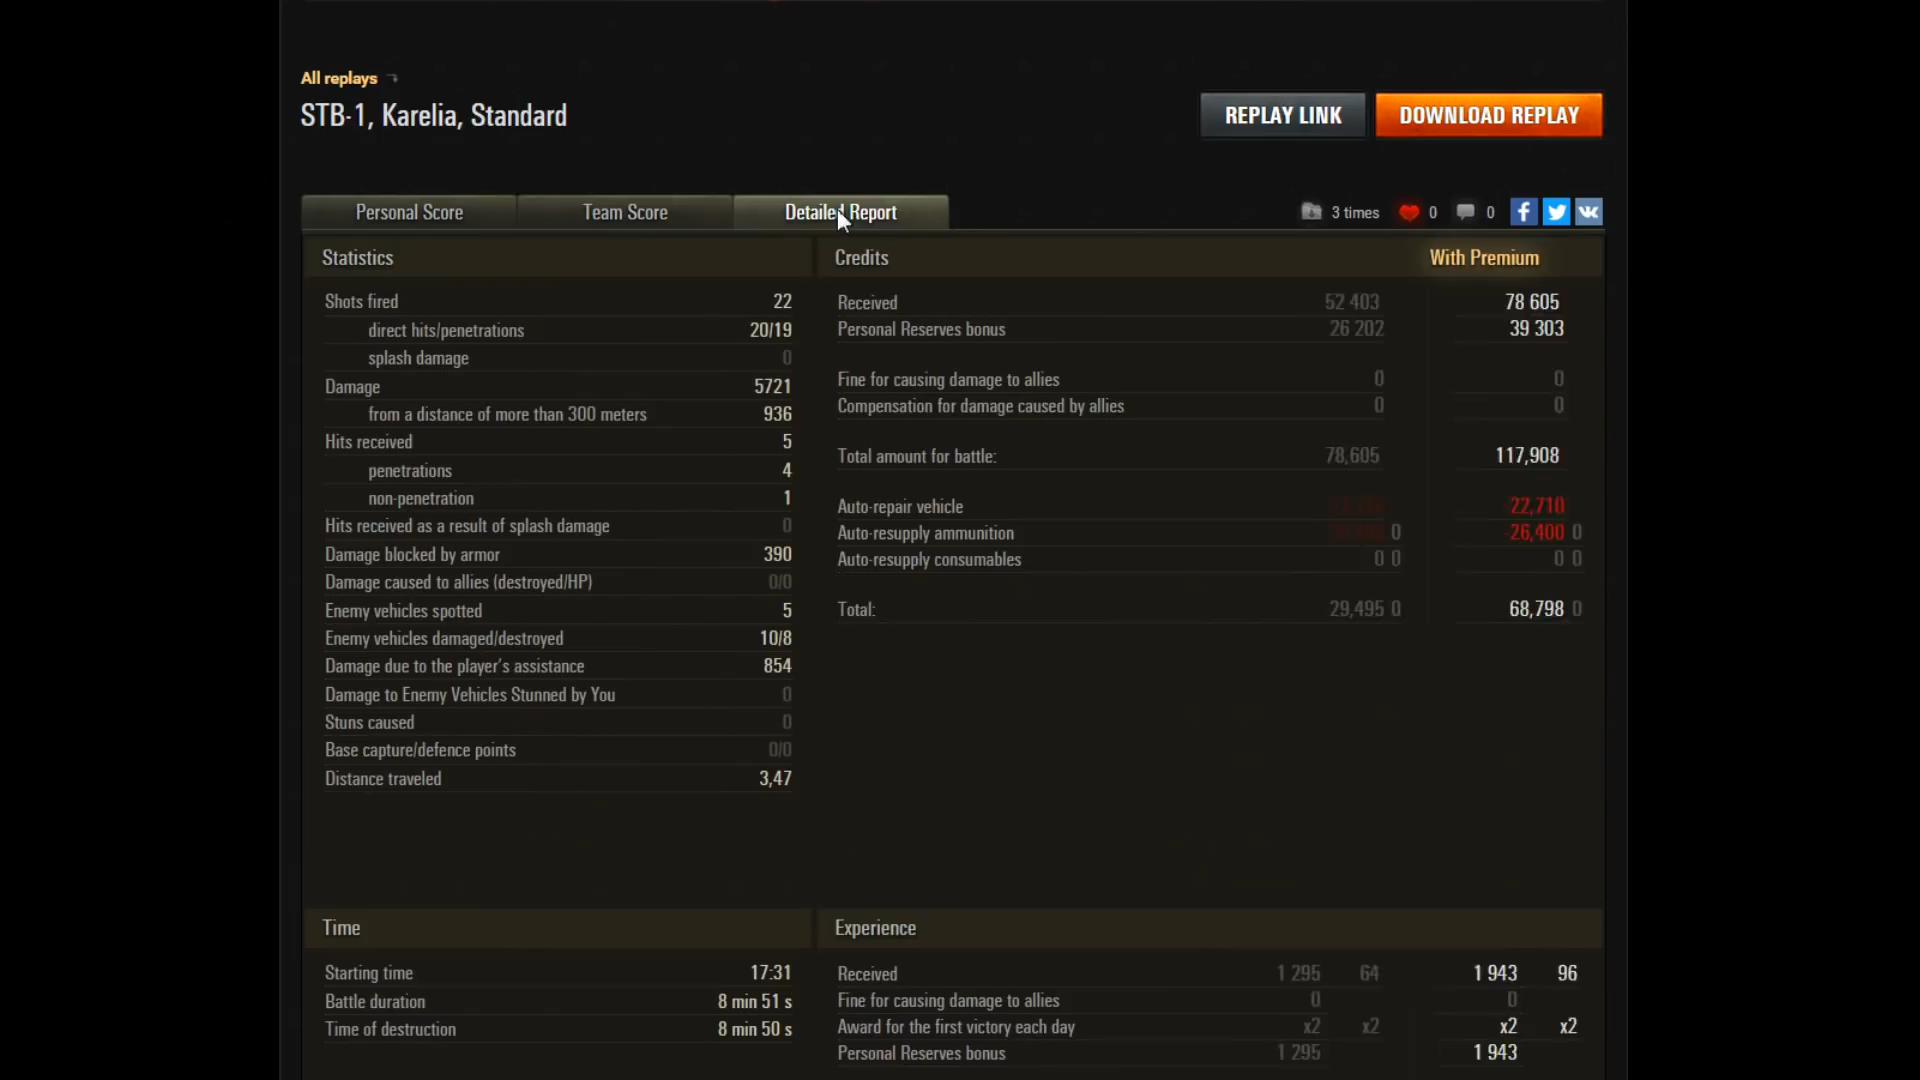 All replays
STB-1, Karelia, Standard
REPLAY LINK
DOWNLOAD REPLAY
Personal Score
Team Score
Detailed Report
3 times
0
0
Statistics
Shots fired 22
direct hits/penetrations 20/19
splash damage 0
Damage 5721
from a distance of more than 300 meters 936
Hits received 5
penetrations 4
non-penetration 1
Hits received as a result of splash damage 0
Damage blocked by armor 390
Damage caused to allies (destroyed/HP) 0/0
Enemy vehicles spotted 5
Enemy vehicles damaged/destroyed 10/8
Damage due to the player's assistance 854
Damage to Enemy Vehicles Stunned by You 0
Stuns caused 0
Base capture/defence points 0/0
Distance traveled 3,47
Credits With Premium
Received 52 403 78 605
Personal Reserves bonus 26 202 39 303
Fine for causing damage to allies 0 0
Compensation for damage caused by allies 0 0
Total amount for battle: 78,605 117,908
Auto-repair vehicle -22,710
Auto-resupply ammunition 0 -26,400 0
Auto-resupply consumables 0 0 0 0
Total: 29,495 0 68,798 0
Time
Starting time 17:31
Battle duration 8 min 51 s
Time of destruction 8 min 50 s
Experience
Received 1 295 64 1 943 96
Fine for causing damage to allies 0 0
Award for the first victory each day x2 x2 x2 x2
Personal Reserves bonus 1 295 1 943